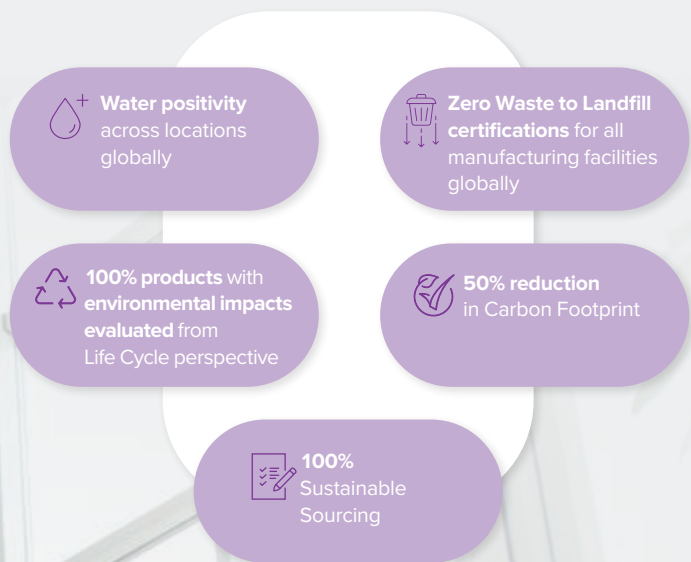 Water positivity
across locations
globally
Zero Waste to Landfill
certifications for all
manufacturing facilities
globally
100% products with
environmental impacts
evaluated from
Life Cycle perspective
50% reduction
in Carbon Footprint
100%
Sustainable
Sourcing